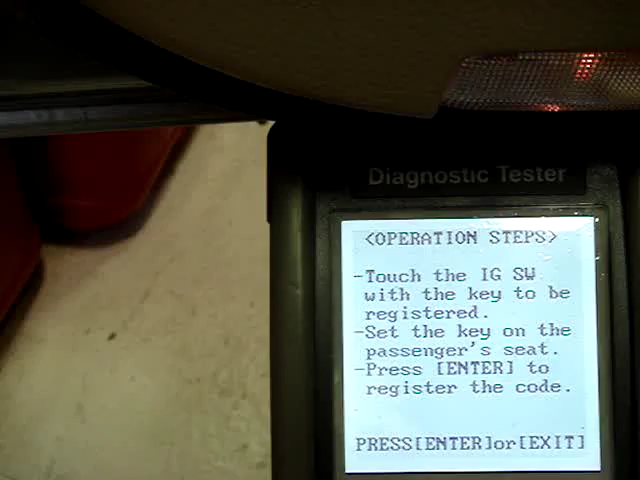 Diagnostic Tester
<OPERATION STEPS>
-Touch the IG SW
with the key to be
registered.
-Set the key on the
passenger's seat.
-Press [ENTER] to
register the code.
PRESS[ENTER]or[EXIT]